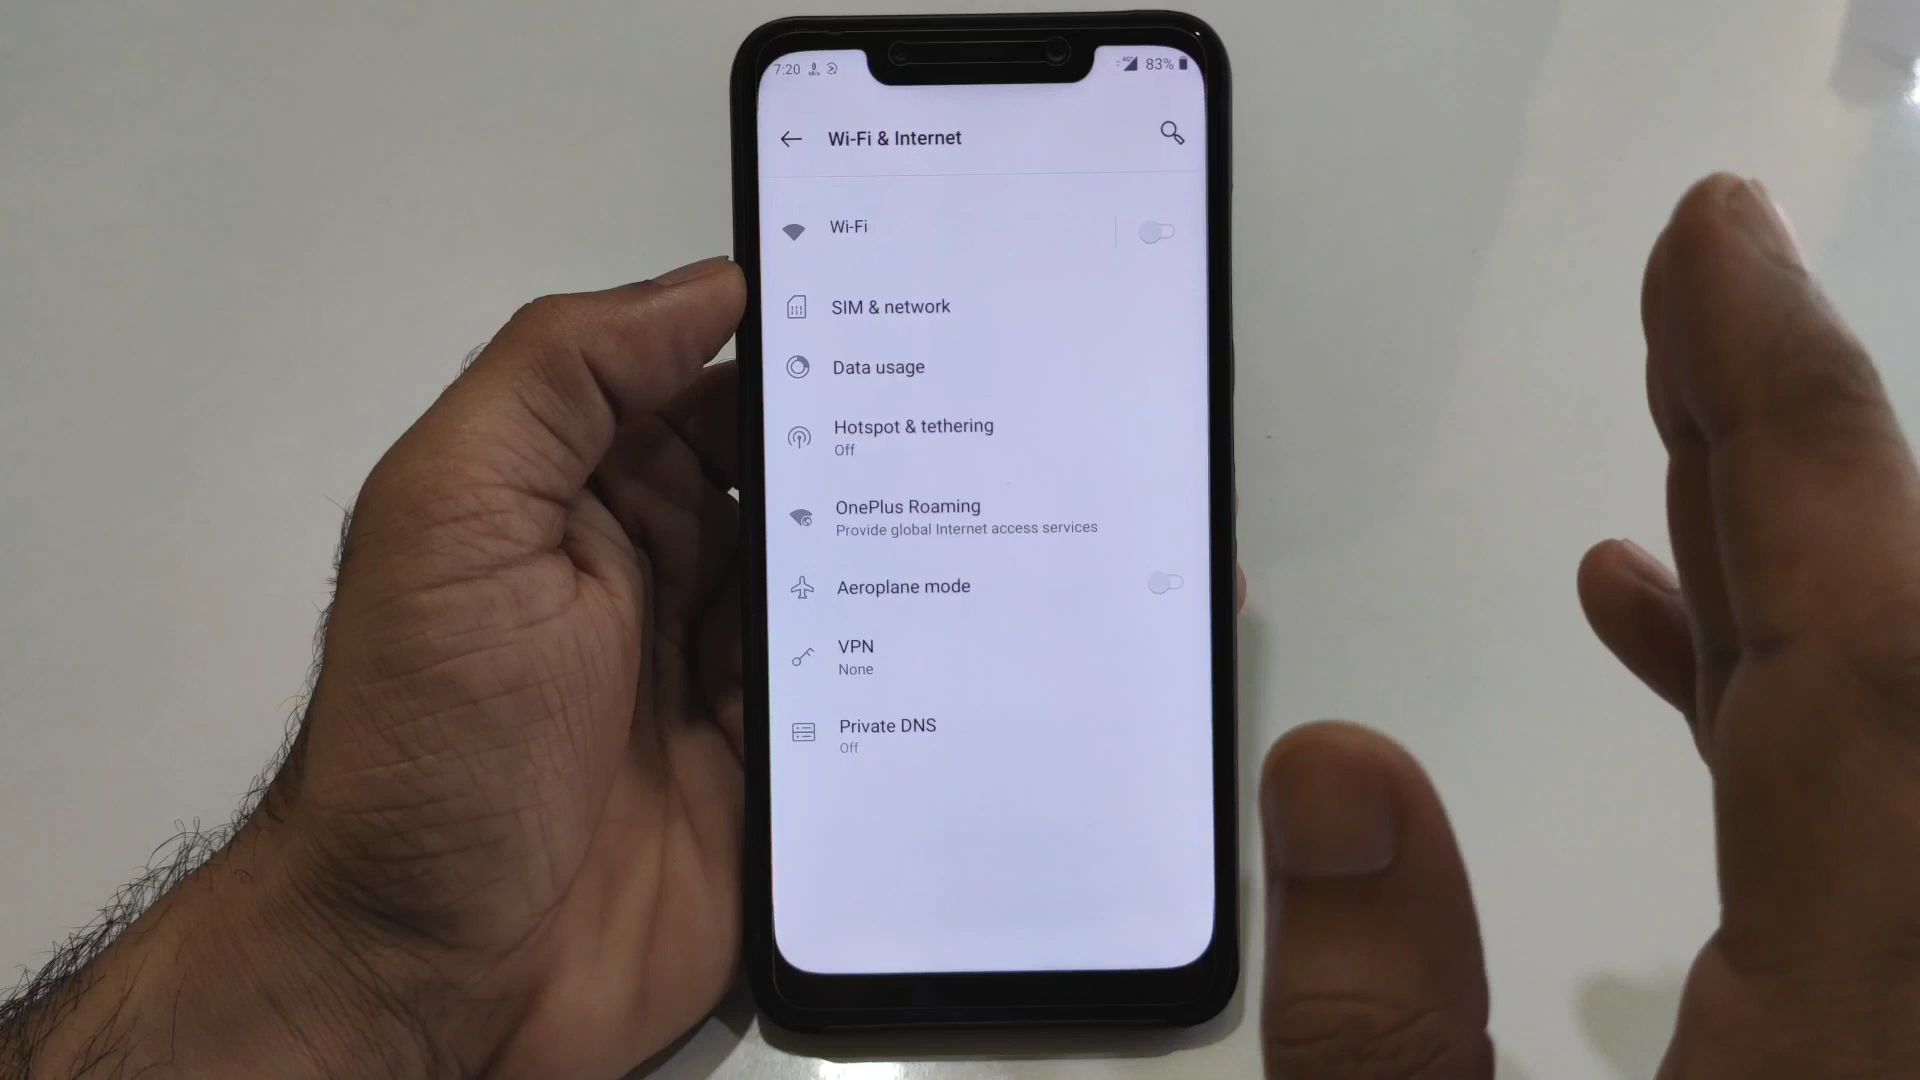 7:20
83%
Wi-Fi & Internet
Wi-Fi
SIM & network
Data usage
Hotspot & tethering
Off
OnePlus Roaming
Provide global Internet access services
Aeroplane mode
VPN
None
Private DNS
Off